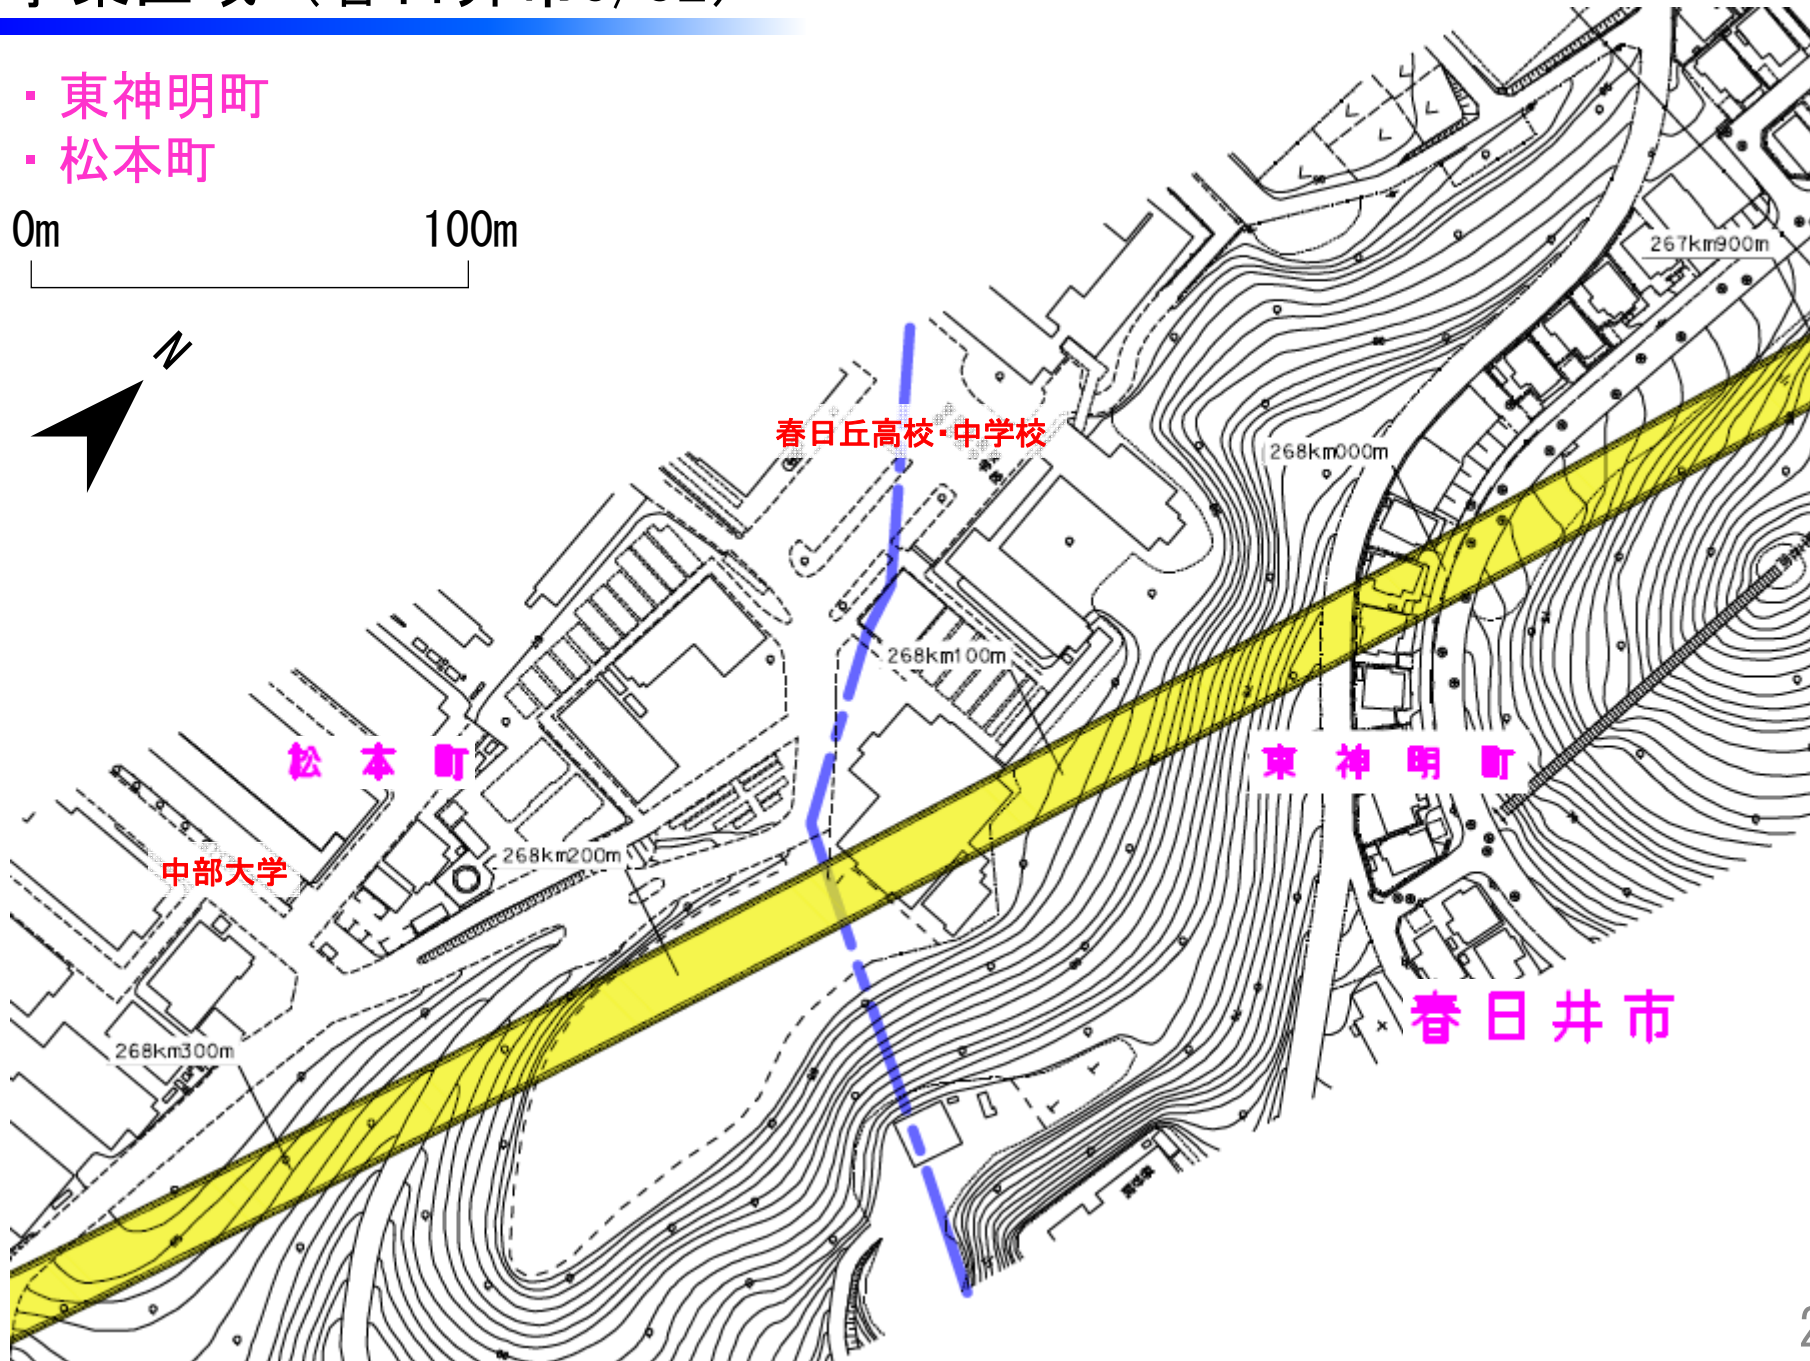 ・東神明町
・松本町
0m 100m
N
267km900m
春日丘高校・中学校
268km000m
268km100m
松本町
東神明町
中部大学
268km200m
春日井市
268km300m